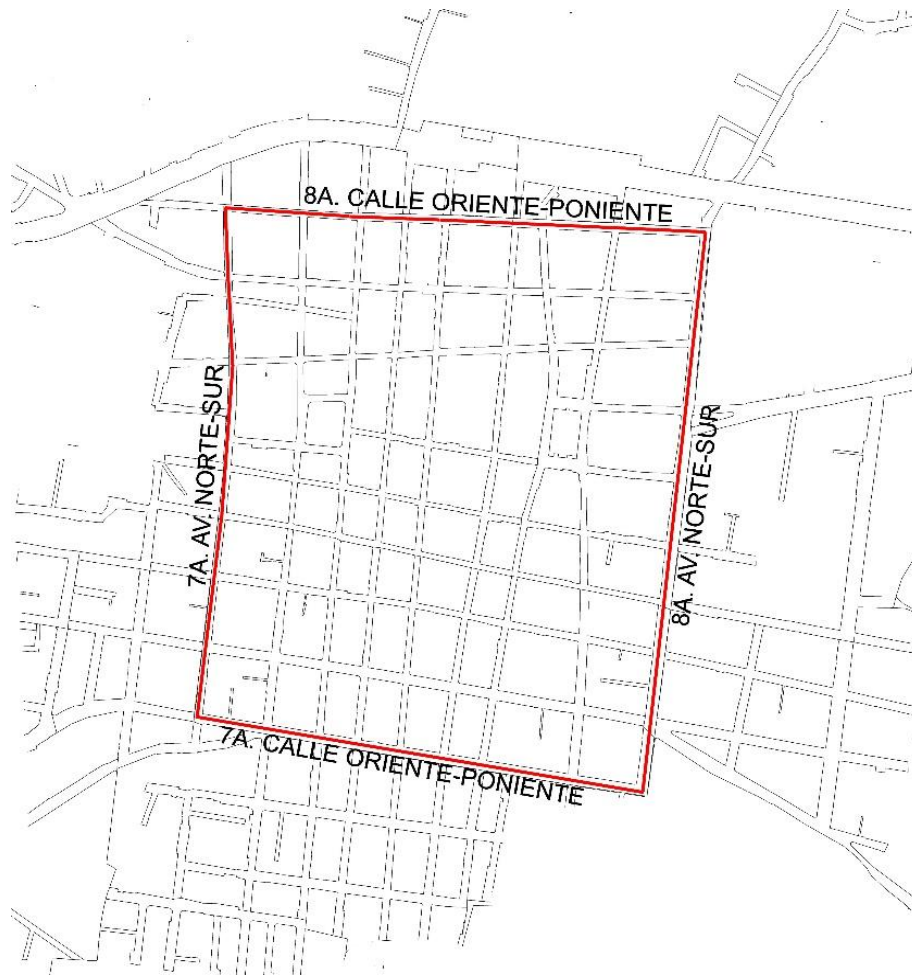 8A. CALLE ORIENTE-PONIENTE
7A. AV. NORTE-SUR
8A. AV. NORTE-SUR
7A. CALLE ORIENTE-PONIENTE